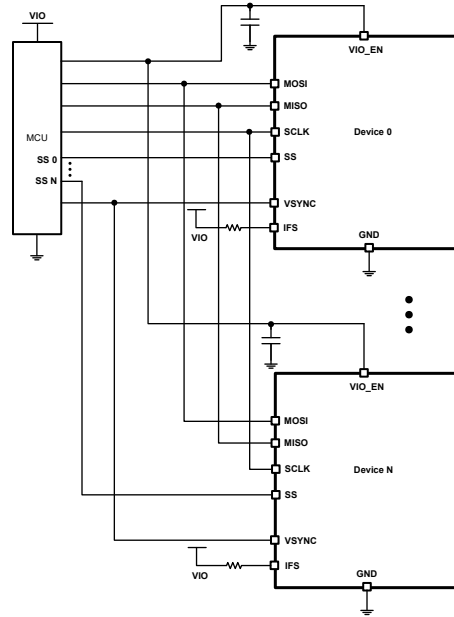 VIO
VIO_EN
MOSI
MISO
MCU
SCLK
Device 0
SS 0
SS
SS N
VSYNC
IFS
VIO
GND
VIO_EN
MOSI
MISO
SCLK
Device N
SS
VSYNC
IFS
VIO
GND